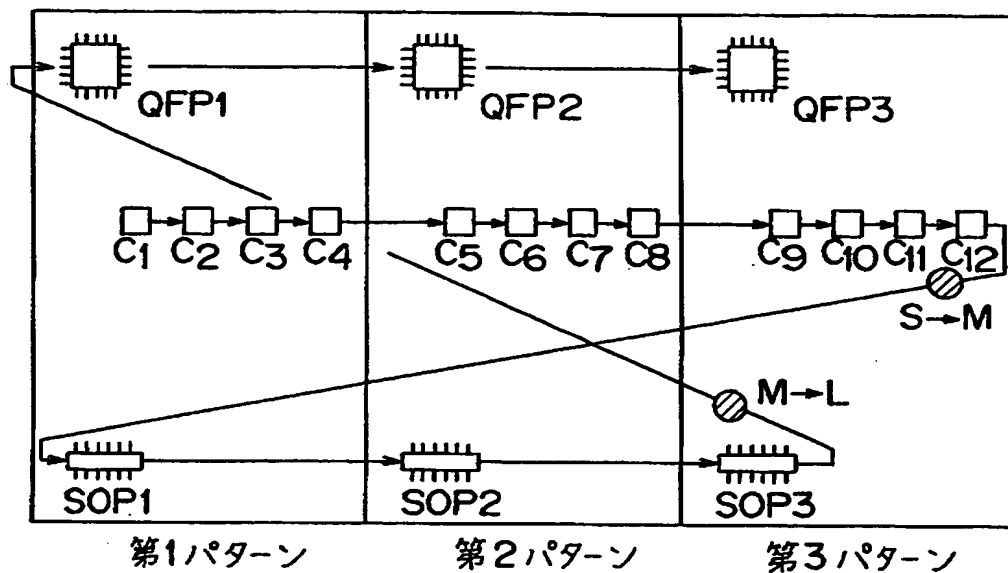 QFP1 QFP2 QFP3
C1 C2 C3 C4 C5 C6 C7 C8 C9 C10 C11 C12
S→M
M→L
SOP1 SOP2 SOP3
第1パターン 第2パターン 第3パターン